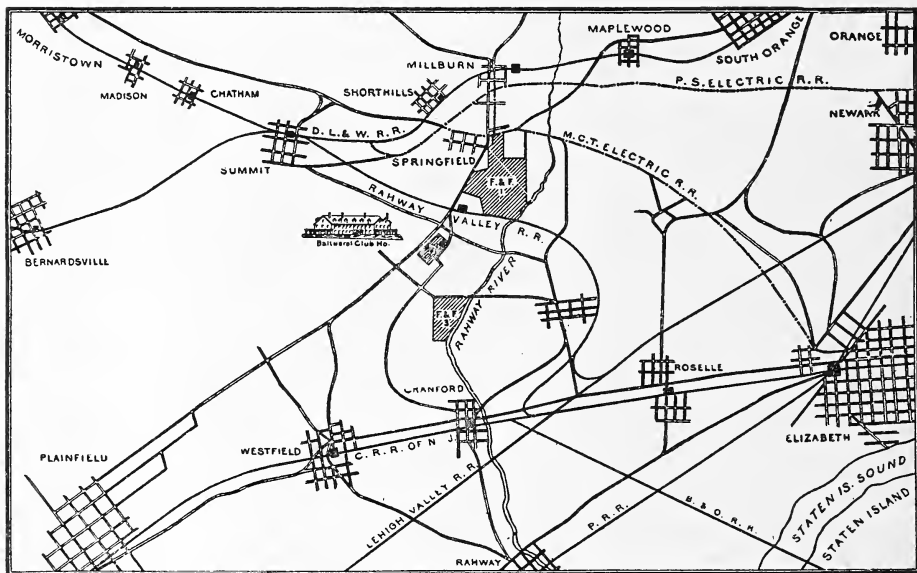 MAPLEWOOD
SOUTH ORANGE
ORANGE
MORRISTOWN
MILLBURN
MADISON
CHATHAM
SHORTHILLS
P. S. ELECTRIC R. R.
NEWARK
D. L. & W. R. R.
SPRINGFIELD
M. C. T. ELECTRIC R. R.
SUMMIT
F. & F.
1
RAHWAY VALLEY R. R.
Baltusrol Club Ho.
BERNARDSVILLE
RAHWAY RIVER
F. & F.
ROSELLE
CRANFORD
ELIZABETH
PLAINFIELD
WESTFIELD
C. R. R. OF N. J.
LEHIGH VALLEY R. R.
P. R. R.
B. & O. R. R.
STATEN IS. SOUND
STATEN ISLAND
RAHWAY